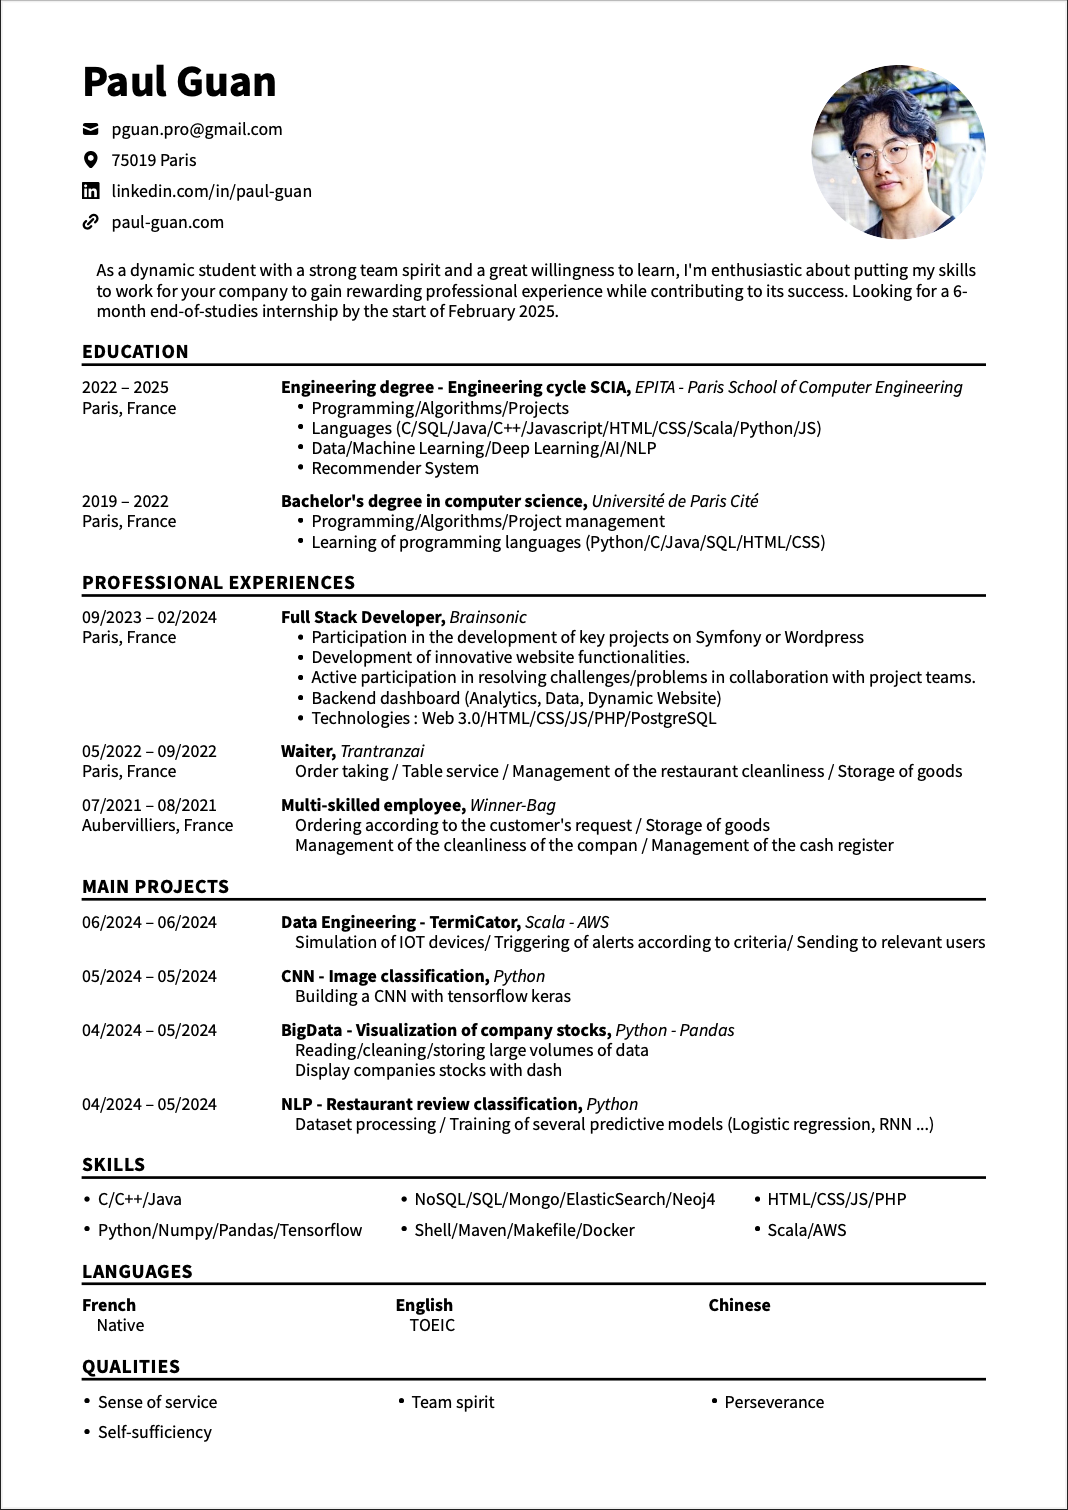 Paul Guan
pguan.pro@gmail.com
75019 Paris
linkedin.com/in/paul-guan
paul-guan.com
As a dynamic student with a strong team spirit and a great willingness to learn, I'm enthusiastic about putting my skills
to work for your company to gain rewarding professional experience while contributing to its success. Looking for a 6-
month end-of-studies internship by the start of February 2025.
EDUCATION
2022 – 2025 Engineering degree - Engineering cycle SCIA, EPITA - Paris School of Computer Engineering
Paris, France • Programming/Algorithms/Projects
• Languages (C/SQL/Java/C++/Javascript/HTML/CSS/Scala/Python/JS)
• Data/Machine Learning/Deep Learning/AI/NLP
• Recommender System
2019 – 2022 Bachelor's degree in computer science, Université de Paris Cité
Paris, France • Programming/Algorithms/Project management
• Learning of programming languages (Python/C/Java/SQL/HTML/CSS)
PROFESSIONAL EXPERIENCES
09/2023 – 02/2024 Full Stack Developer, Brainsonic
Paris, France • Participation in the development of key projects on Symfony or Wordpress
• Development of innovative website functionalities.
• Active participation in resolving challenges/problems in collaboration with project teams.
• Backend dashboard (Analytics, Data, Dynamic Website)
• Technologies : Web 3.0/HTML/CSS/JS/PHP/PostgreSQL
05/2022 – 09/2022 Waiter, Trantranzai
Paris, France Order taking / Table service / Management of the restaurant cleanliness / Storage of goods
07/2021 – 08/2021 Multi-skilled employee, Winner-Bag
Aubervilliers, France Ordering according to the customer's request / Storage of goods
Management of the cleanliness of the compan / Management of the cash register
MAIN PROJECTS
06/2024 – 06/2024 Data Engineering - TermiCator, Scala - AWS
Simulation of IOT devices/ Triggering of alerts according to criteria/ Sending to relevant users
05/2024 – 05/2024 CNN - Image classification, Python
Building a CNN with tensorflow keras
04/2024 – 05/2024 BigData - Visualization of company stocks, Python - Pandas
Reading/cleaning/storing large volumes of data
Display companies stocks with dash
04/2024 – 05/2024 NLP - Restaurant review classification, Python
Dataset processing / Training of several predictive models (Logistic regression, RNN ...)
SKILLS
• C/C++/Java • NoSQL/SQL/Mongo/ElasticSearch/Neoj4 • HTML/CSS/JS/PHP
• Python/Numpy/Pandas/Tensorflow • Shell/Maven/Makefile/Docker • Scala/AWS
LANGUAGES
French English Chinese
Native TOEIC
QUALITIES
• Sense of service • Team spirit • Perseverance
• Self-sufficiency